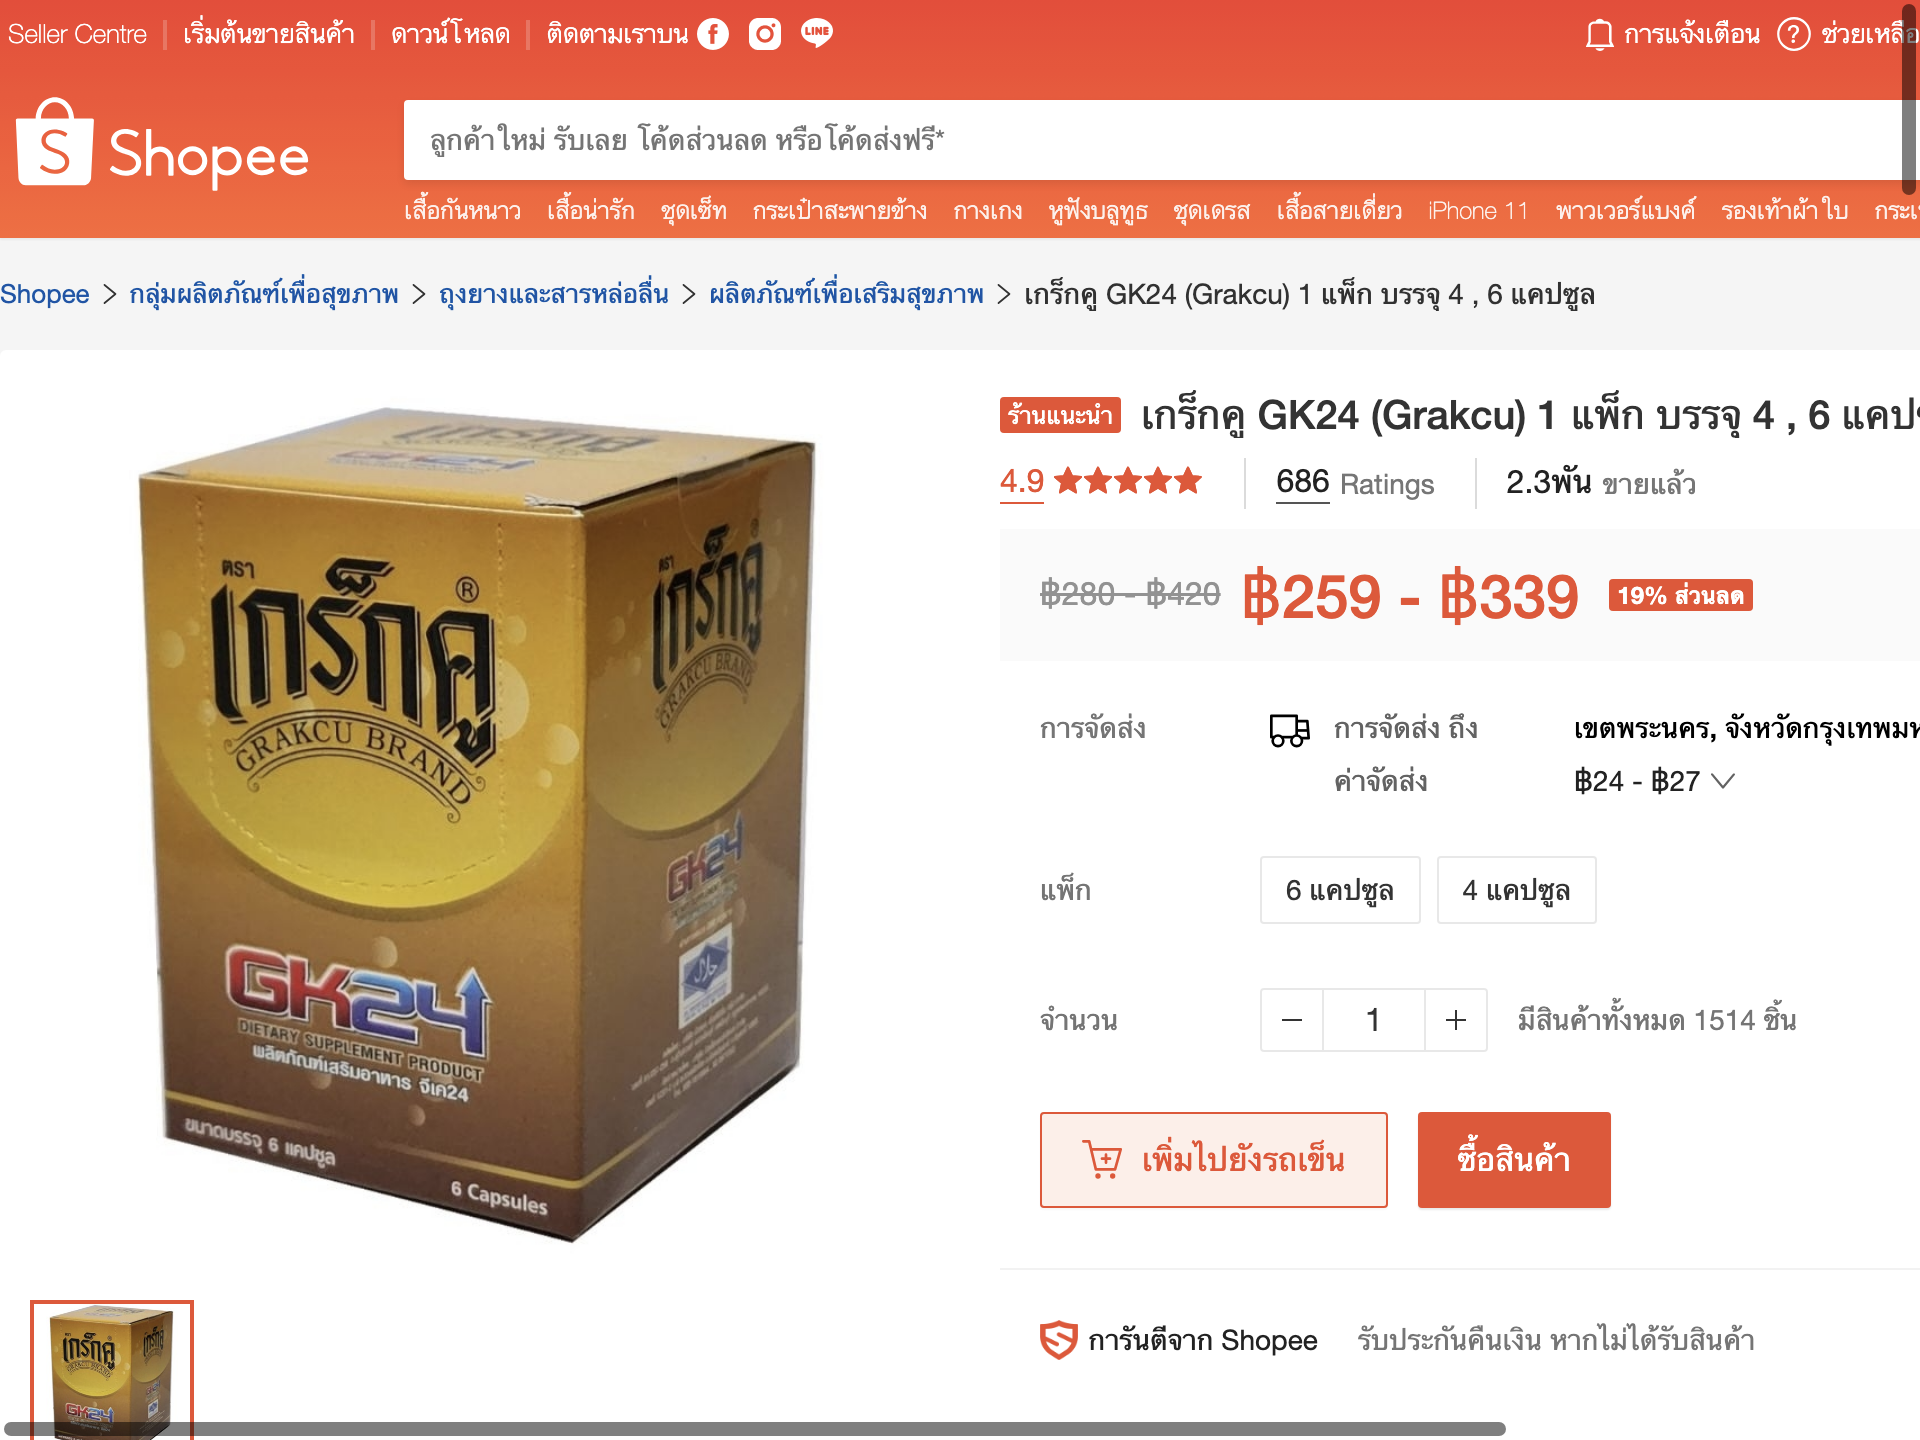 Seller Centre
เริ่มต้นขายสินค้า
ดาวน์โหลด
ติดตามเราบน
LINE
การแจ้งเตือน
ช่วยเหลือ
Shopee
ลูกค้าใหม่ รับเลย โค้ดส่วนลด หรือโค้ดส่งฟรี*
เสื้อกันหนาว เสื้อน่ารัก ชุดเซ็ท กระเป๋าสะพายข้าง กางเกง หูฟังบลูทูธ ชุดเดรส เสื้อสายเดี่ยว iPhone 11 พาวเวอร์แบงค์ รองเท้าผ้าใบ
Shopee > กลุ่มผลิตภัณฑ์เพื่อสุขภาพ > ถุงยางและสารหล่อลื่น > ผลิตภัณฑ์เพื่อเสริมสุขภาพ > เกร็กคู GK24 (Grakcu) 1 แพ็ก บรรจุ 4 , 6 แคปซูล
ตรา
เกร็กคู ®
GRAKCU BRAND
GK24
DIETARY SUPPLEMENT PRODUCT
ผลิตภัณฑ์เสริมอาหาร จีเค24
ขนาดบรรจุ 6 แคปซูล
6 Capsules
ตรา
เกร็กคู
GRAKCU BRAND
GK24
ร้านแนะนำ เกร็กคู GK24 (Grakcu) 1 แพ็ก บรรจุ 4 , 6
4.9
686 Ratings
2.3พัน ขายแล้ว
฿280 - ฿420 ฿259 - ฿339 19% ส่วนลด
การจัดส่ง
การจัดส่ง ถึง
เขตพระนคร, จังหวัดกรุงเทพมห
ค่าจัดส่ง
฿24 - ฿27
แพ็ก
6 แคปซูล
4 แคปซูล
จำนวน
1
มีสินค้าทั้งหมด 1514 ชิ้น
เพิ่มไปยังรถเข็น
ซื้อสินค้า
การันตีจาก Shopee
รับประกันคืนเงิน หากไม่ได้รับสินค้า
เกร็กคู
GK24